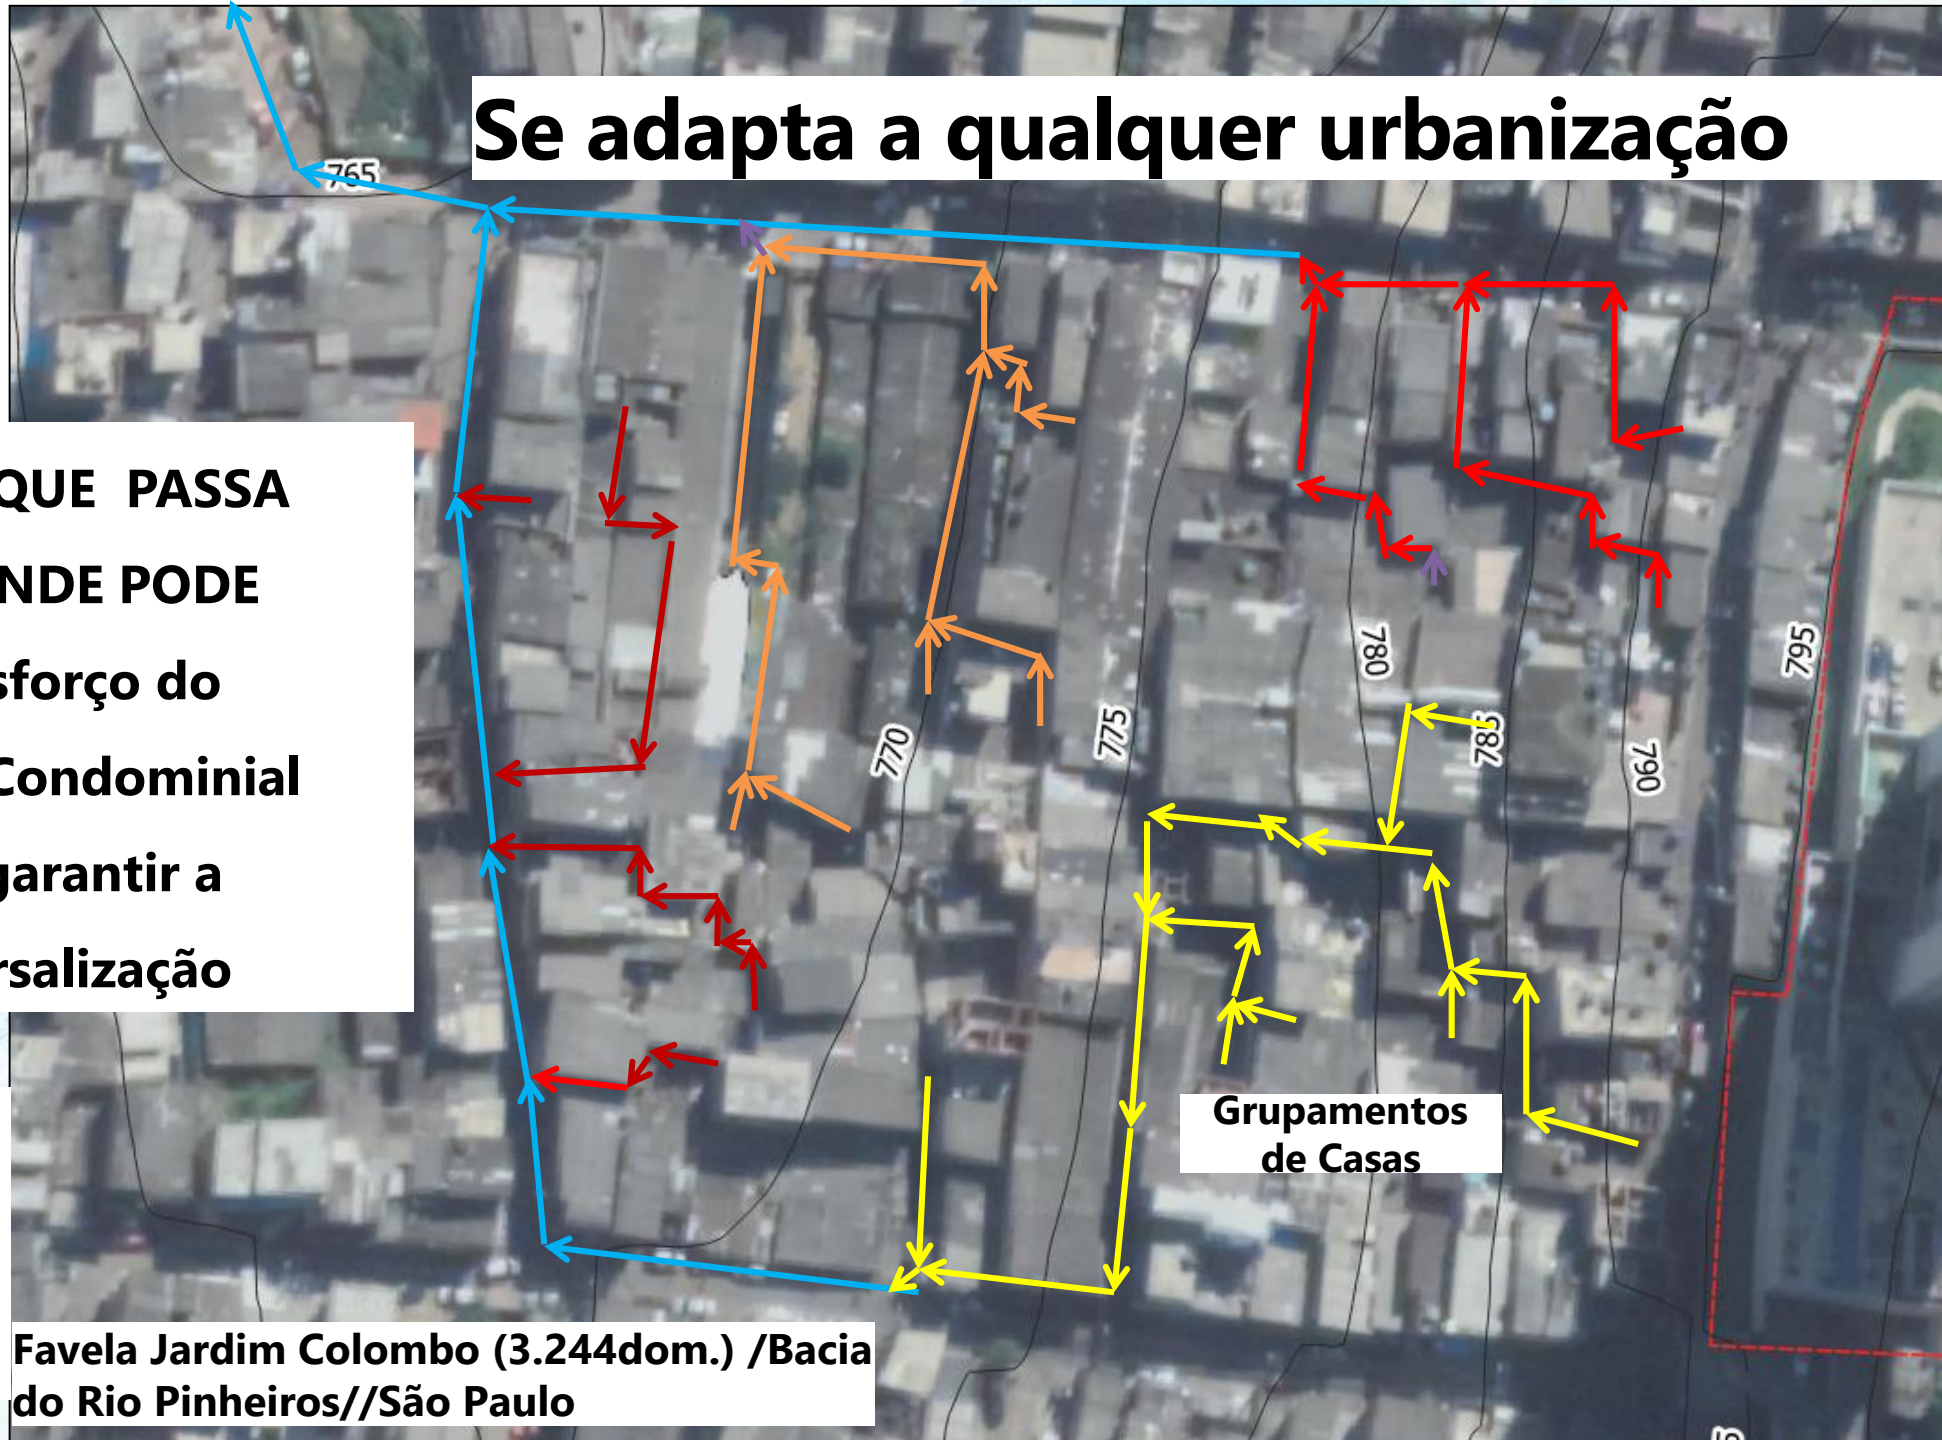 Se adapta a qualquer urbanização
765
QUE PASSA
NDE PODE
sforço do
Condominial
garantir a
rsalização
770
775
780
785
790
795
Grupamentos
de Casas
Favela Jardim Colombo (3.244dom.) /Bacia
do Rio Pinheiros//São Paulo